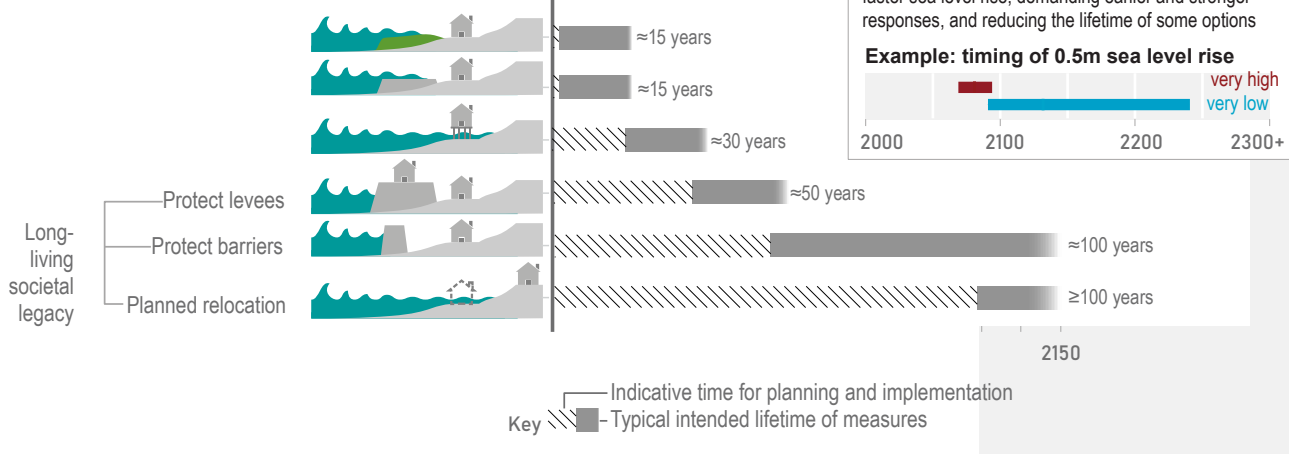 responses, and reducing the lifetime of some options
Example: timing of 0.5m sea level rise
very high
very low
2000
2100
2200
2300+
≈15 years
≈15 years
≈30 years
≈50 years
≈100 years
≥100 years
Long-
living
societal
legacy
Protect levees
Protect barriers
Planned relocation
2150
Key
Indicative time for planning and implementation
Typical intended lifetime of measures